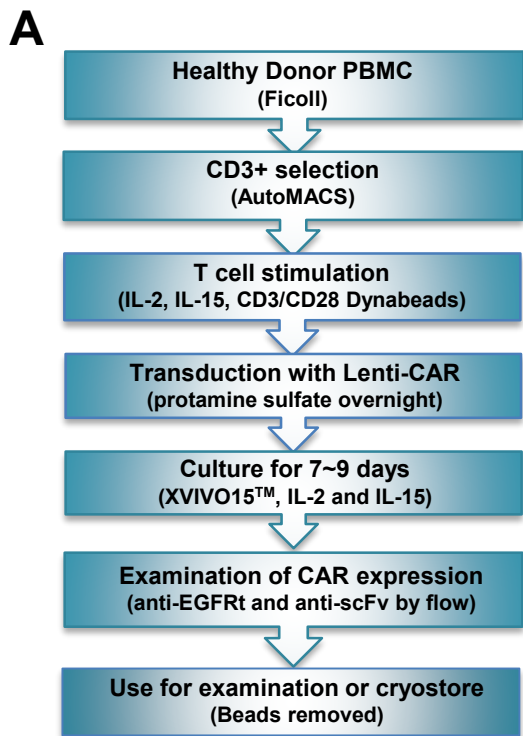 A
Healthy Donor PBMC
(Ficoll)
CD3+ selection
(AutoMACS)
T cell stimulation
(IL-2, IL-15, CD3/CD28 Dynabeads)
Transduction with Lenti-CAR
(protamine sulfate overnight)
Culture for 7~9 days
(XVIVO15™, IL-2 and IL-15)
Examination of CAR expression
(anti-EGFRt and anti-scFv by flow)
Use for examination or cryostore
(Beads removed)